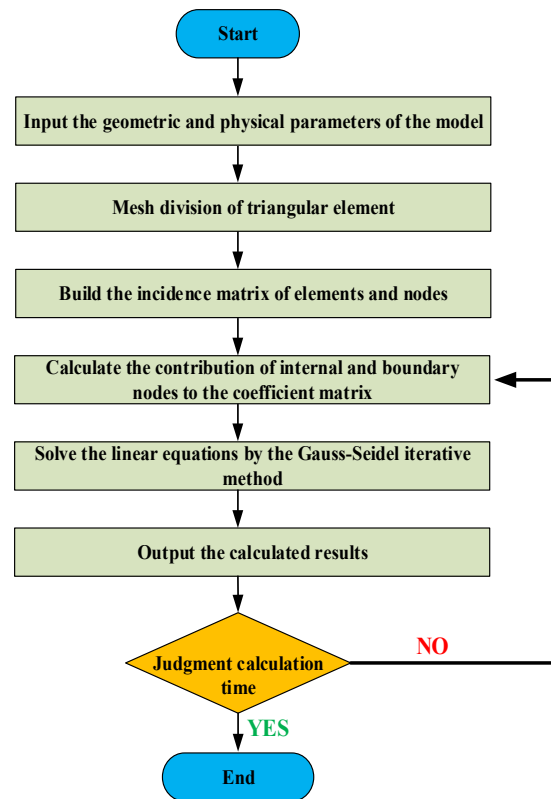 Start
Input the geometric and physical parameters of the model
Mesh division of triangular element
Build the incidence matrix of elements and nodes
Calculate the contribution of internal and boundary
nodes to the coefficient matrix
Solve the linear equations by the Gauss-Seidel iterative
method
Output the calculated results
Judgment calculation
time
NO
YES
End